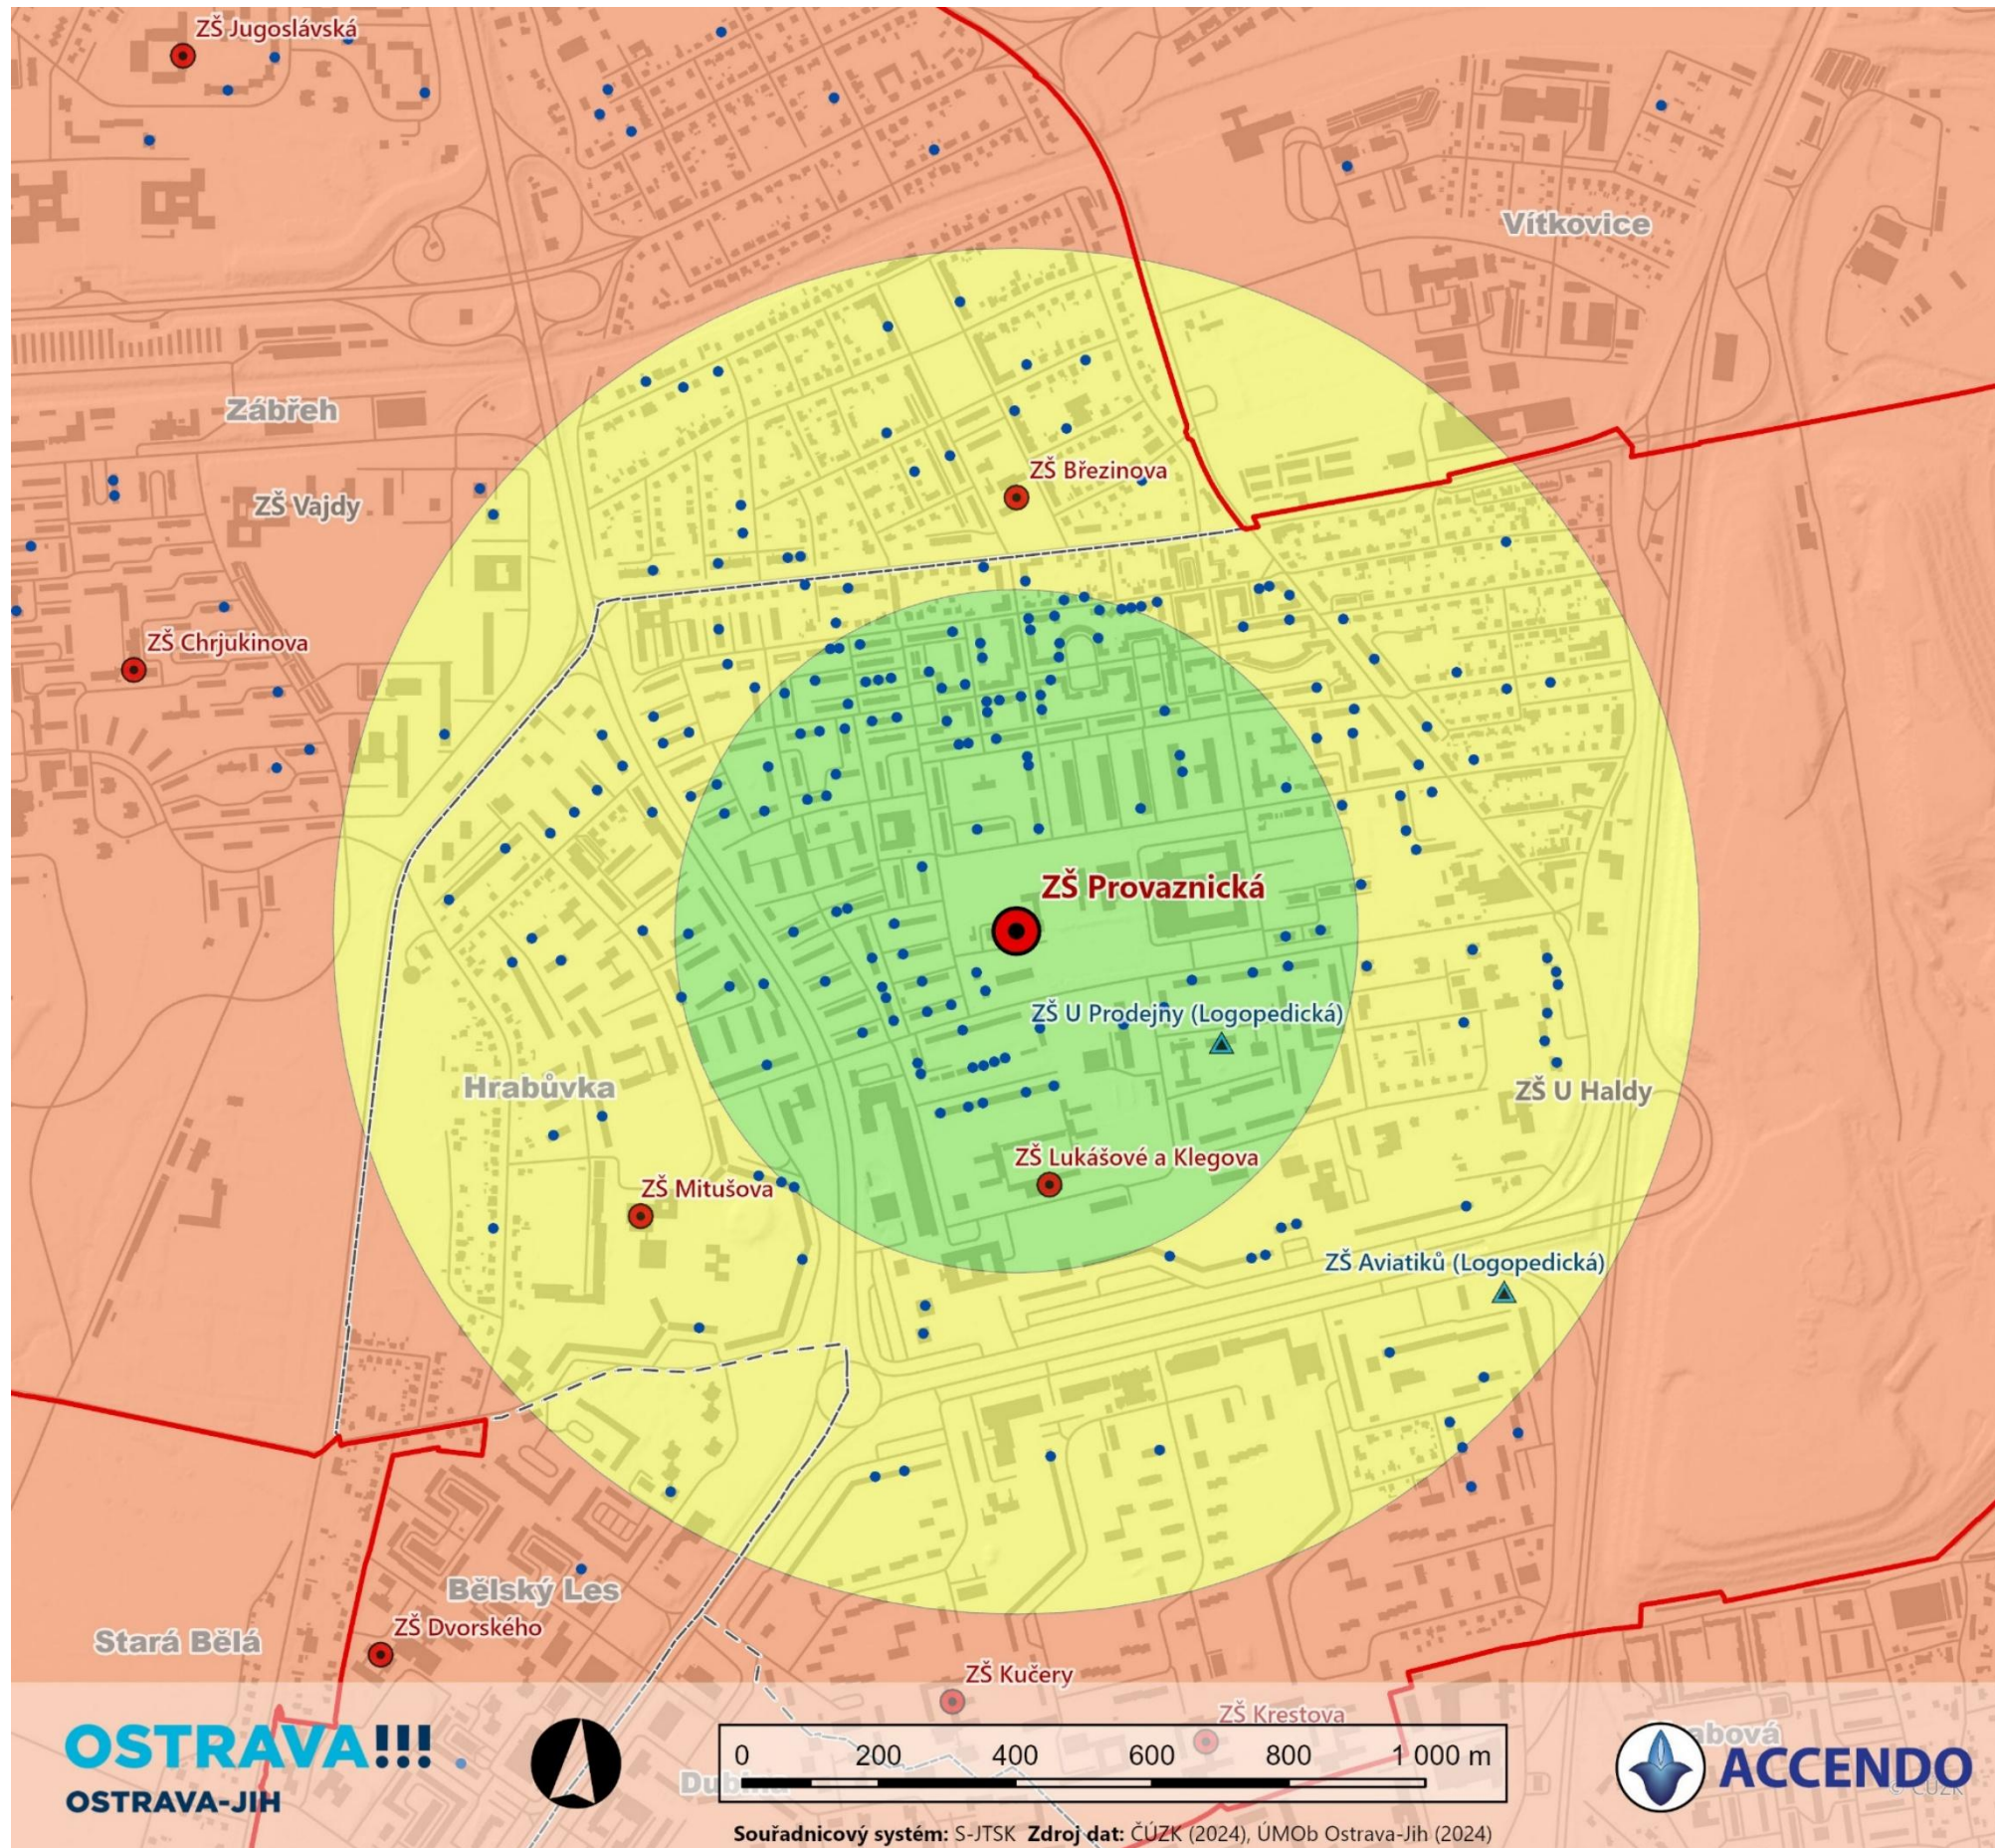 ZŠ Jugoslávská
Vítkovice
Zábřeh
ZŠ Březinova
ZŠ Vajdy
ZŠ Chrjukinova
ZŠ Provaznická
ZŠ U Prodejny (Logopedická)
Hrabůvka
ZŠ U Haldy
ZŠ Lukášové a Klegova
ZŠ Mitušova
ZŠ Aviatiků (Logopedická)
Bělský Les
ZŠ Dvorského
Stará Bělá
ZŠ Kučery
ZŠ Krestova
OSTRAVA!!!
OSTRAVA-JIH
0 200 400 600 800 1 000 m
Dubina
abová
ACCENDO
© ČÚZK
Souřadnicový systém: S-JTSK Zdroj dat: ČÚZK (2024), ÚMOb Ostrava-Jih (2024)